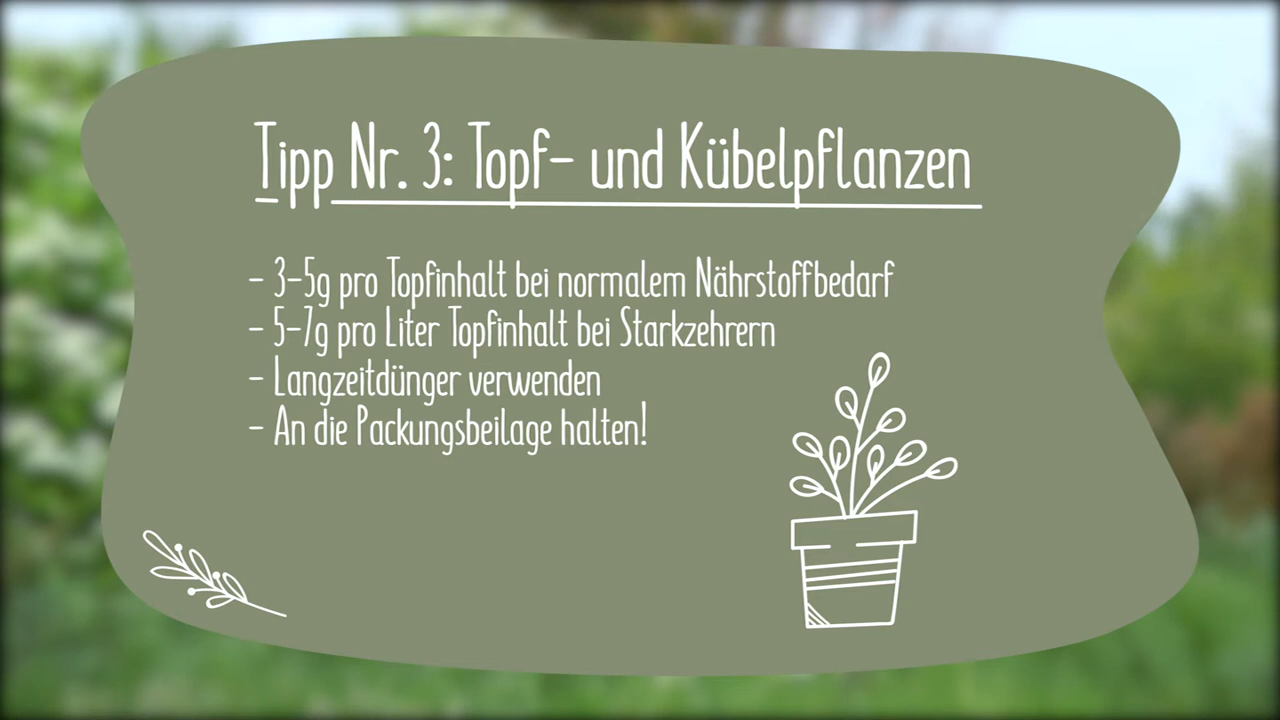 Tipp Nr. 3: Topf- und Kübelpflanzen
- 3-5g pro Topfinhalt bei normalem Nährstoffbedarf
- 5-7g pro Liter Topfinhalt bei Starkzehrern
- Langzeitdünger verwenden
- An die Packungsbeilage halten!